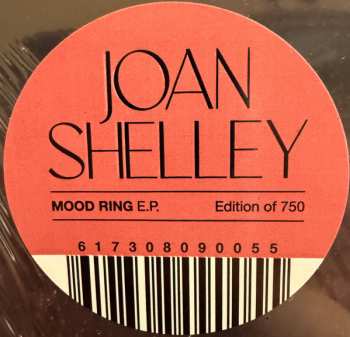 JOAN
SHELLEY
MOOD RING E.P. Edition of 750
617308090055